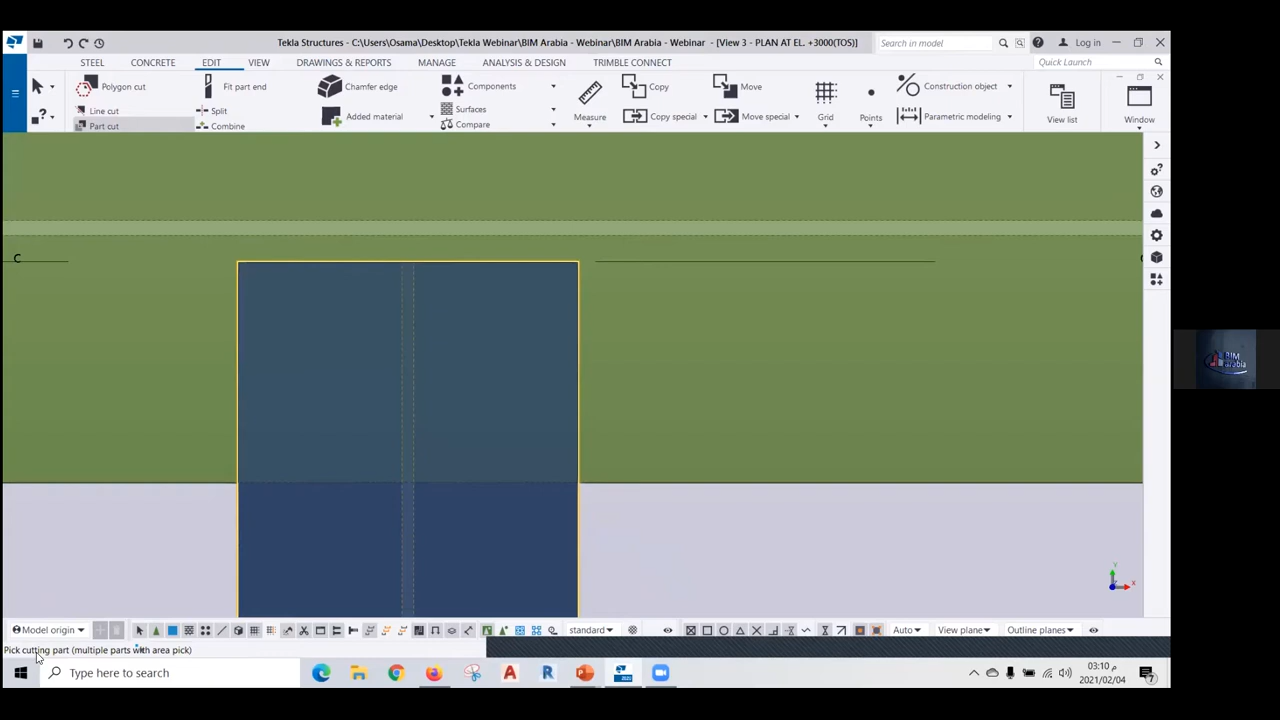 Tekla Structures - C:\Users\Osama\Desktop\Tekla Webinar\BIM Arabia - Webinar\BIM Arabia - Webinar - [View 3 - PLAN AT EL. +3000(TOS)]
Search in model
Log in
STEEL CONCRETE EDIT VIEW DRAWINGS & REPORTS MANAGE ANALYSIS & DESIGN TRIMBLE CONNECT
Quick Launch
Polygon cut Fit part end Chamfer edge Components Copy Move Construction object
Line cut Split Surfaces
Added material Measure Copy special Move special Grid Points Parametric modeling View list Window
Part cut Combine Compare
C
BIM
arabia
Y
x
Model origin standard Auto View plane Outline planes
Pick cutting part (multiple parts with area pick)
Type here to search
A R
2021
03:10 م
2021/02/04
7